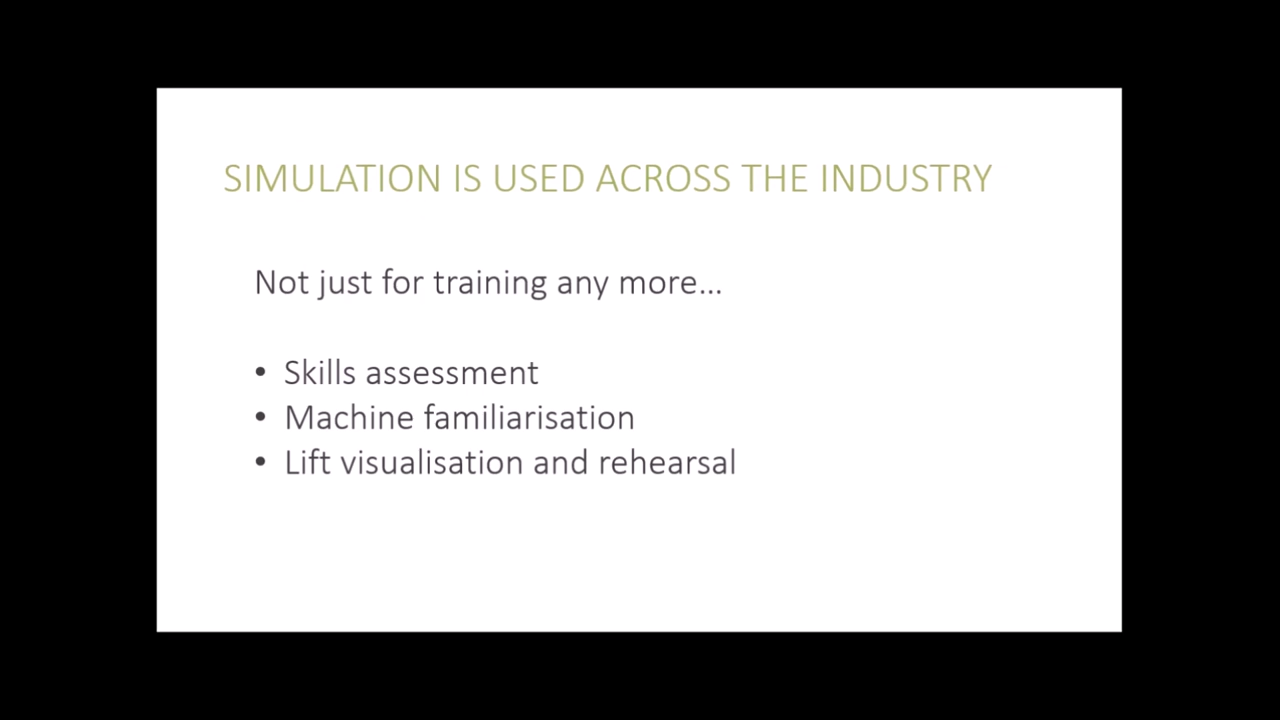 SIMULATION IS USED ACROSS THE INDUSTRY
Not just for training any more...
• Skills assessment
• Machine familiarisation
• Lift visualisation and rehearsal